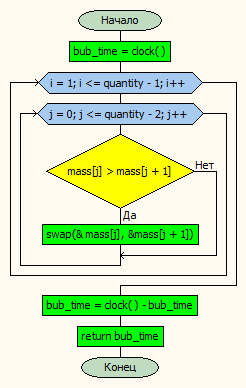 Начало
bub_time = clock( )
i = 1; i <= quantity - 1; i++
j = 0; j <= quantity - 2; j++
mass[j] > mass[j + 1]
Нет
Да
swap(& mass[j], &mass[j + 1])
bub_time = clock( ) - bub_time
return bub_time
Конец